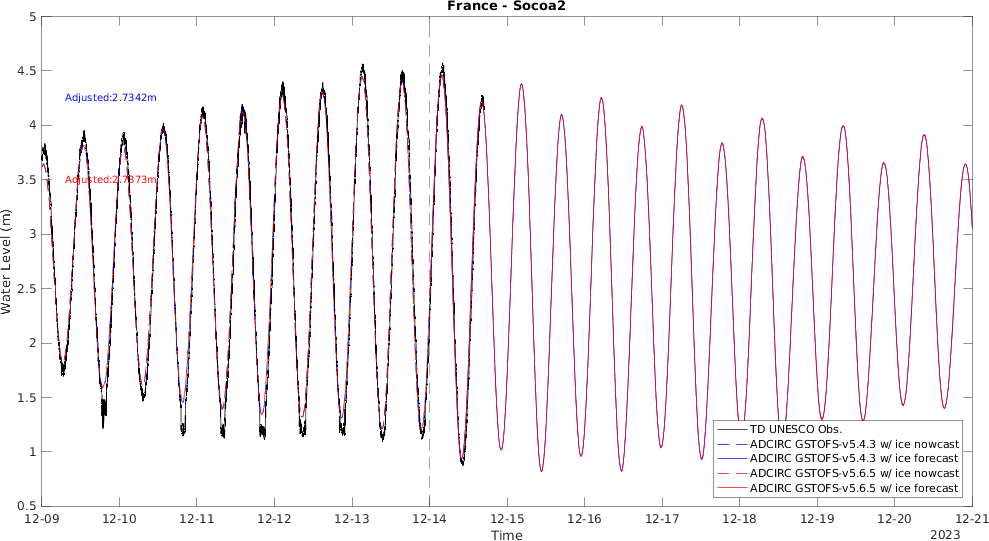 France - Socoa2
5
4.5
4
3.5
3
2.5
2
1.5
1
0.5
Water Level (m)
Adjusted:2.7342m
Adjusted:2.7373m
TD UNESCO Obs.
ADCIRC GSTOFS-v5.4.3 w/ ice nowcast
ADCIRC GSTOFS-v5.4.3 w/ ice forecast
ADCIRC GSTOFS-v5.6.5 w/ ice nowcast
ADCIRC GSTOFS-v5.6.5 w/ ice forecast
12-09 12-10 12-11 12-12 12-13 12-14 12-15 12-16 12-17 12-18 12-19 12-20 12-21
Time
2023